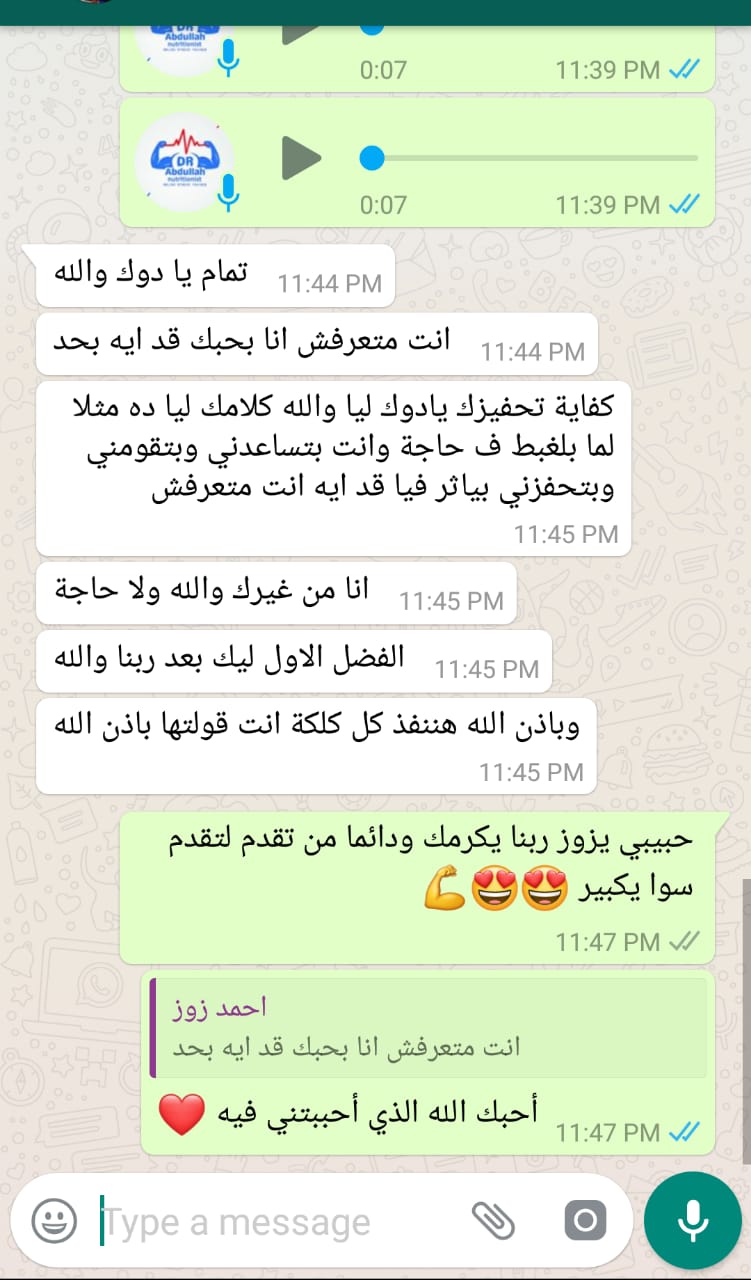 DR
Abdullah
nutritionist
0:07
11:39 PM
DR
Abdullah
nutritionist
0:07
11:39 PM
تمام يا دوك والله
11:44 PM
انت متعرفش انا بحبك قد ايه بحد
11:44 PM
كفاية تحفيزك يادوك ليا والله كلامك ليا ده مثلا
لما بلغبط ف حاجة وانت بتساعدني وبتقومني
وبتحفزني بياثر فيا قد ايه انت متعرفش
11:45 PM
انا من غيرك والله ولا حاجة
11:45 PM
الفضل الاول ليك بعد ربنا والله
11:45 PM
وباذن الله هننفذ كل كلكة انت قولتها باذن الله
11:45 PM
حبيبي يزوز ربنا يكرمك ودائما من تقدم لتقدم
سوا يكبير 😍😍💪
11:47 PM
احمد زوز
انت متعرفش انا بحبك قد ايه بحد
أحبك الله الذي أحببتني فيه ❤️
11:47 PM
Type a message